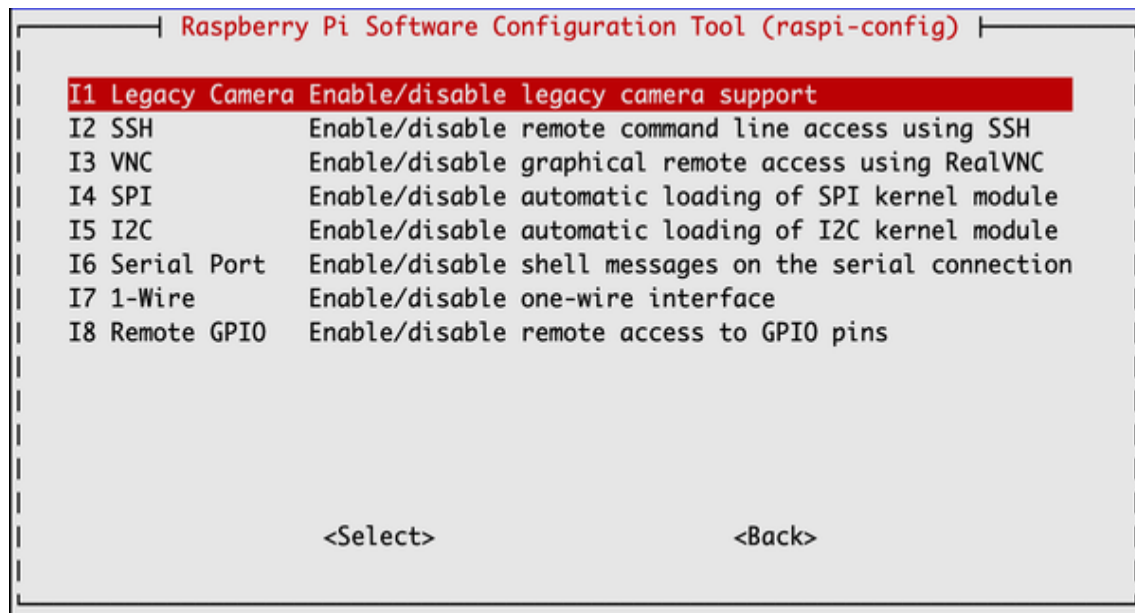 Raspberry Pi Software Configuration Tool (raspi-config)
I1 Legacy Camera Enable/disable legacy camera support
I2 SSH Enable/disable remote command line access using SSH
I3 VNC Enable/disable graphical remote access using RealVNC
I4 SPI Enable/disable automatic loading of SPI kernel module
I5 I2C Enable/disable automatic loading of I2C kernel module
I6 Serial Port Enable/disable shell messages on the serial connection
I7 1-Wire Enable/disable one-wire interface
I8 Remote GPIO Enable/disable remote access to GPIO pins
<Select> <Back>